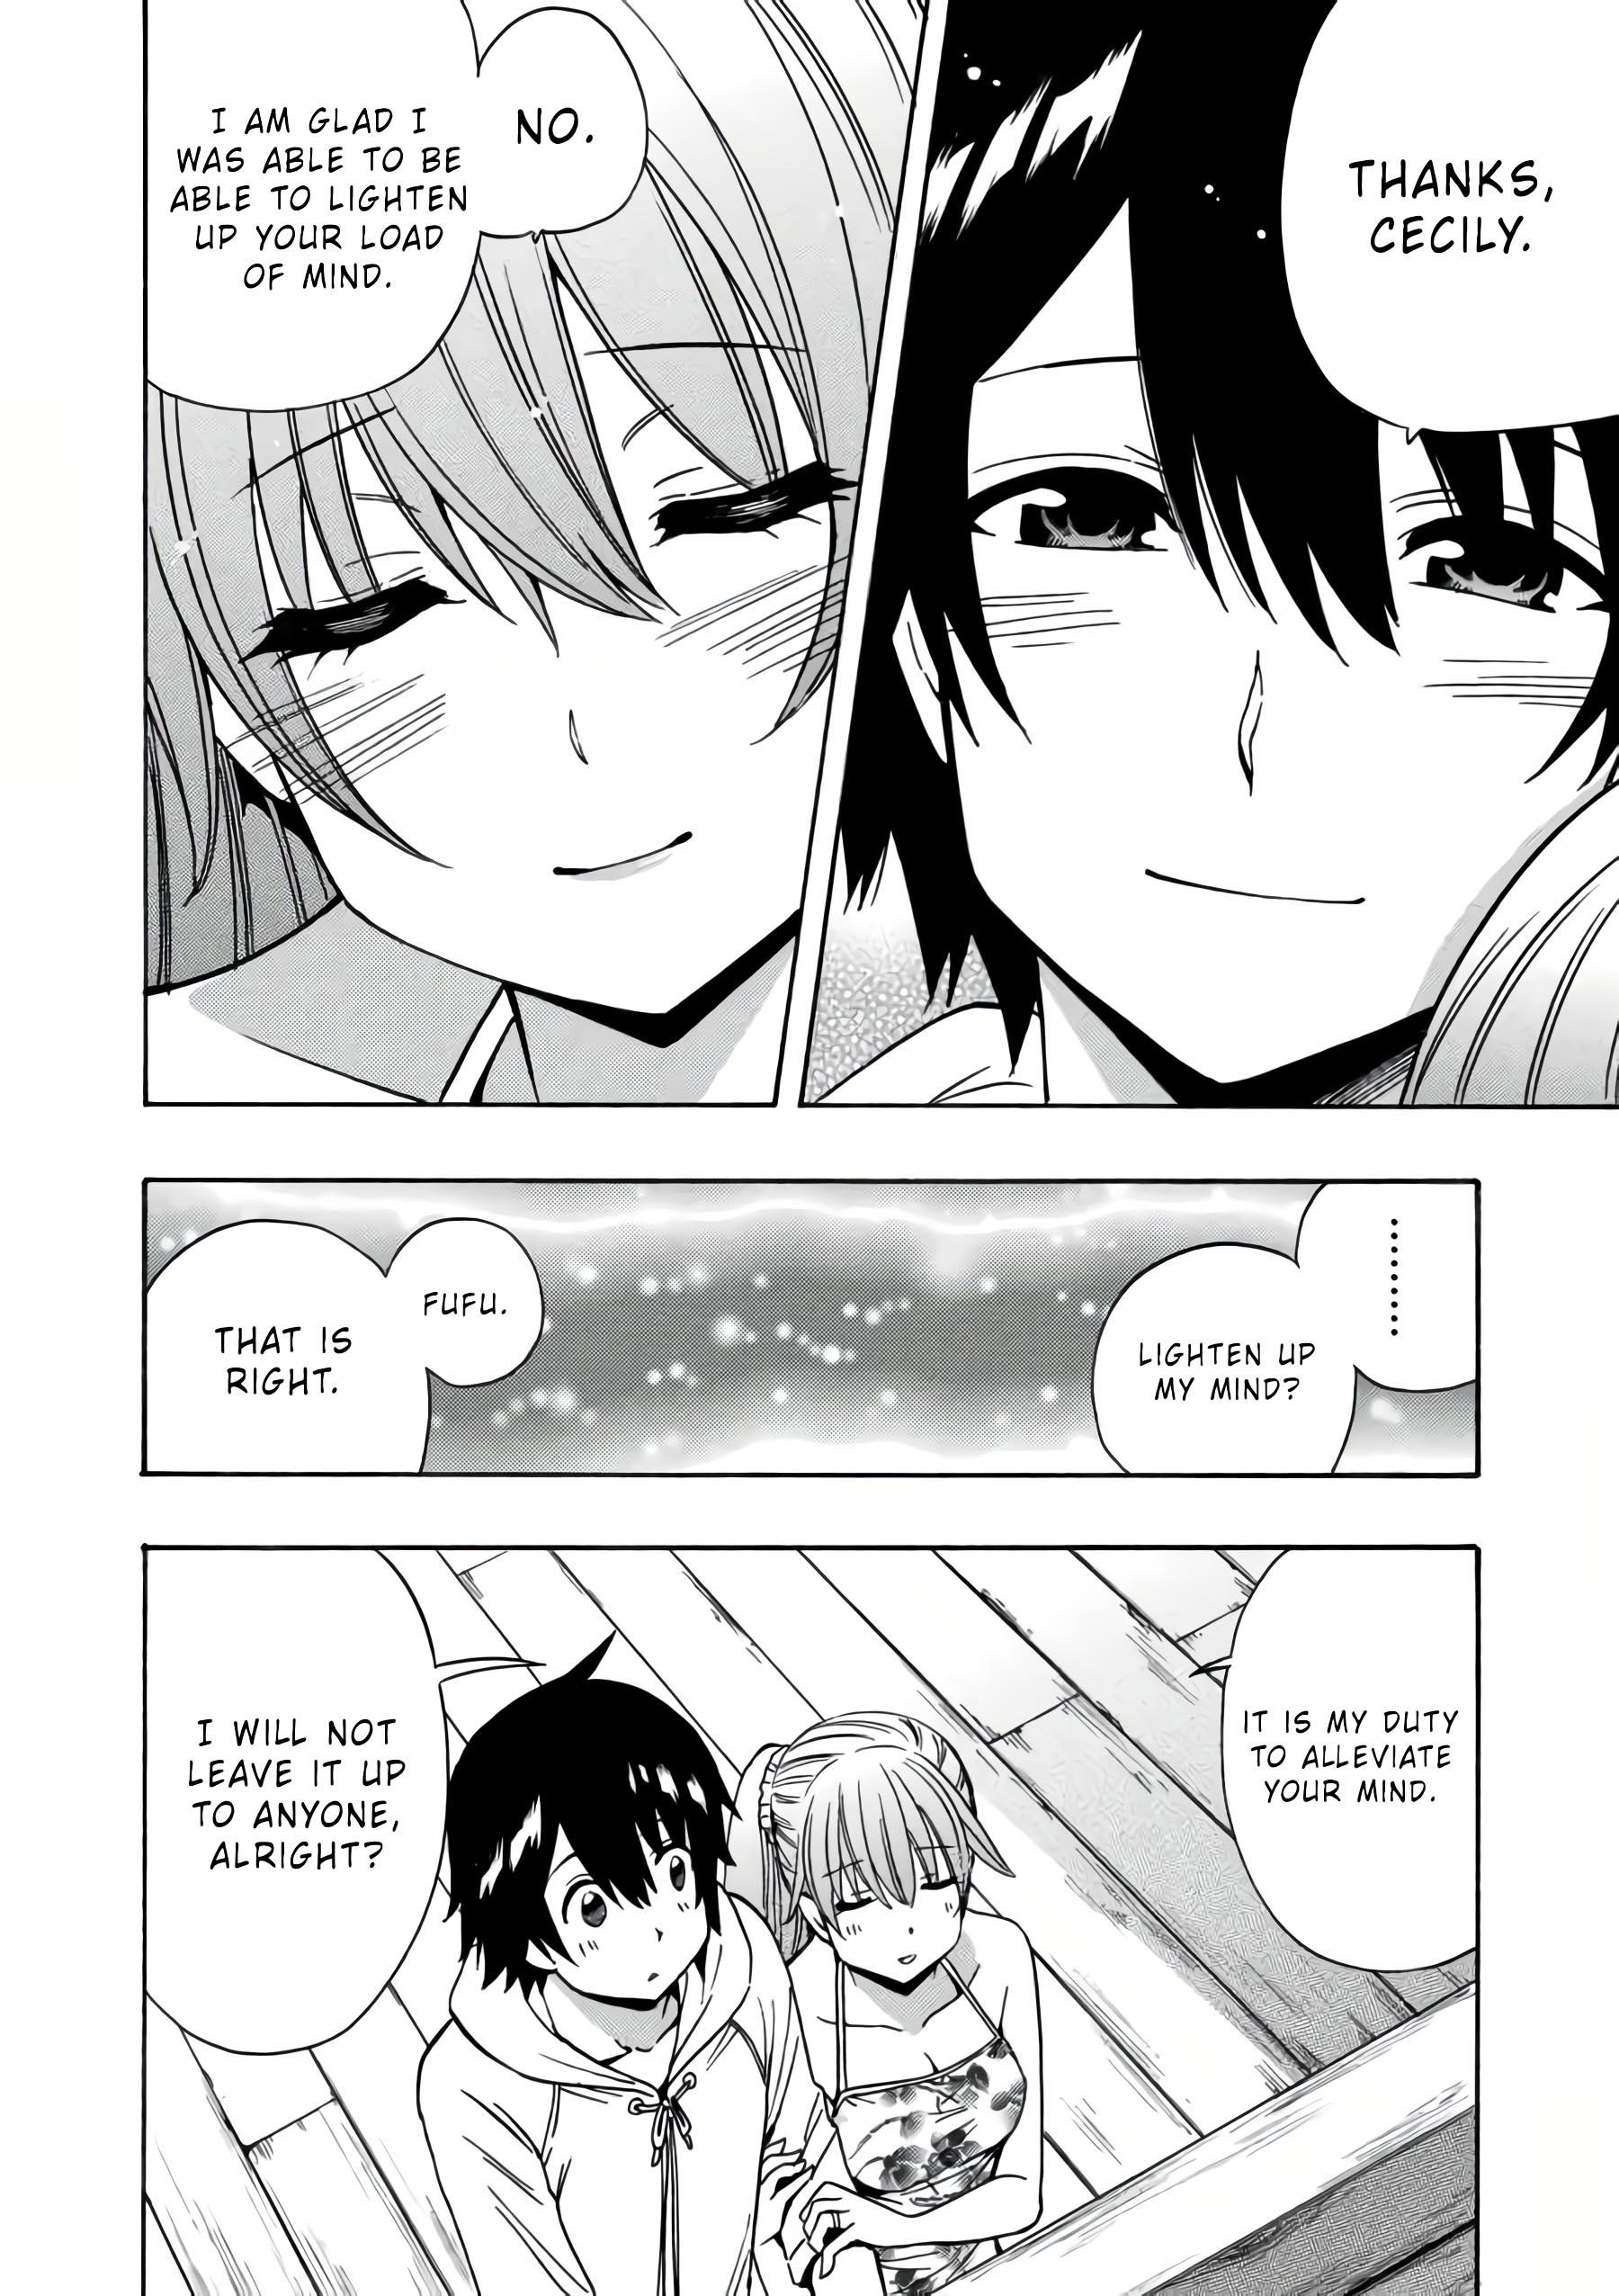 THANKS,
CECILY.
NO.
I AM GLAD I
WAS ABLE TO BE
ABLE TO LIGHTEN
UP YOUR LOAD
OF MIND.
.........
LIGHTEN UP
MY MIND?
FUFU.
THAT IS
RIGHT.
IT IS MY DUTY
TO ALLEVIATE
YOUR MIND.
I WILL NOT
LEAVE IT UP
TO ANYONE,
ALRIGHT?